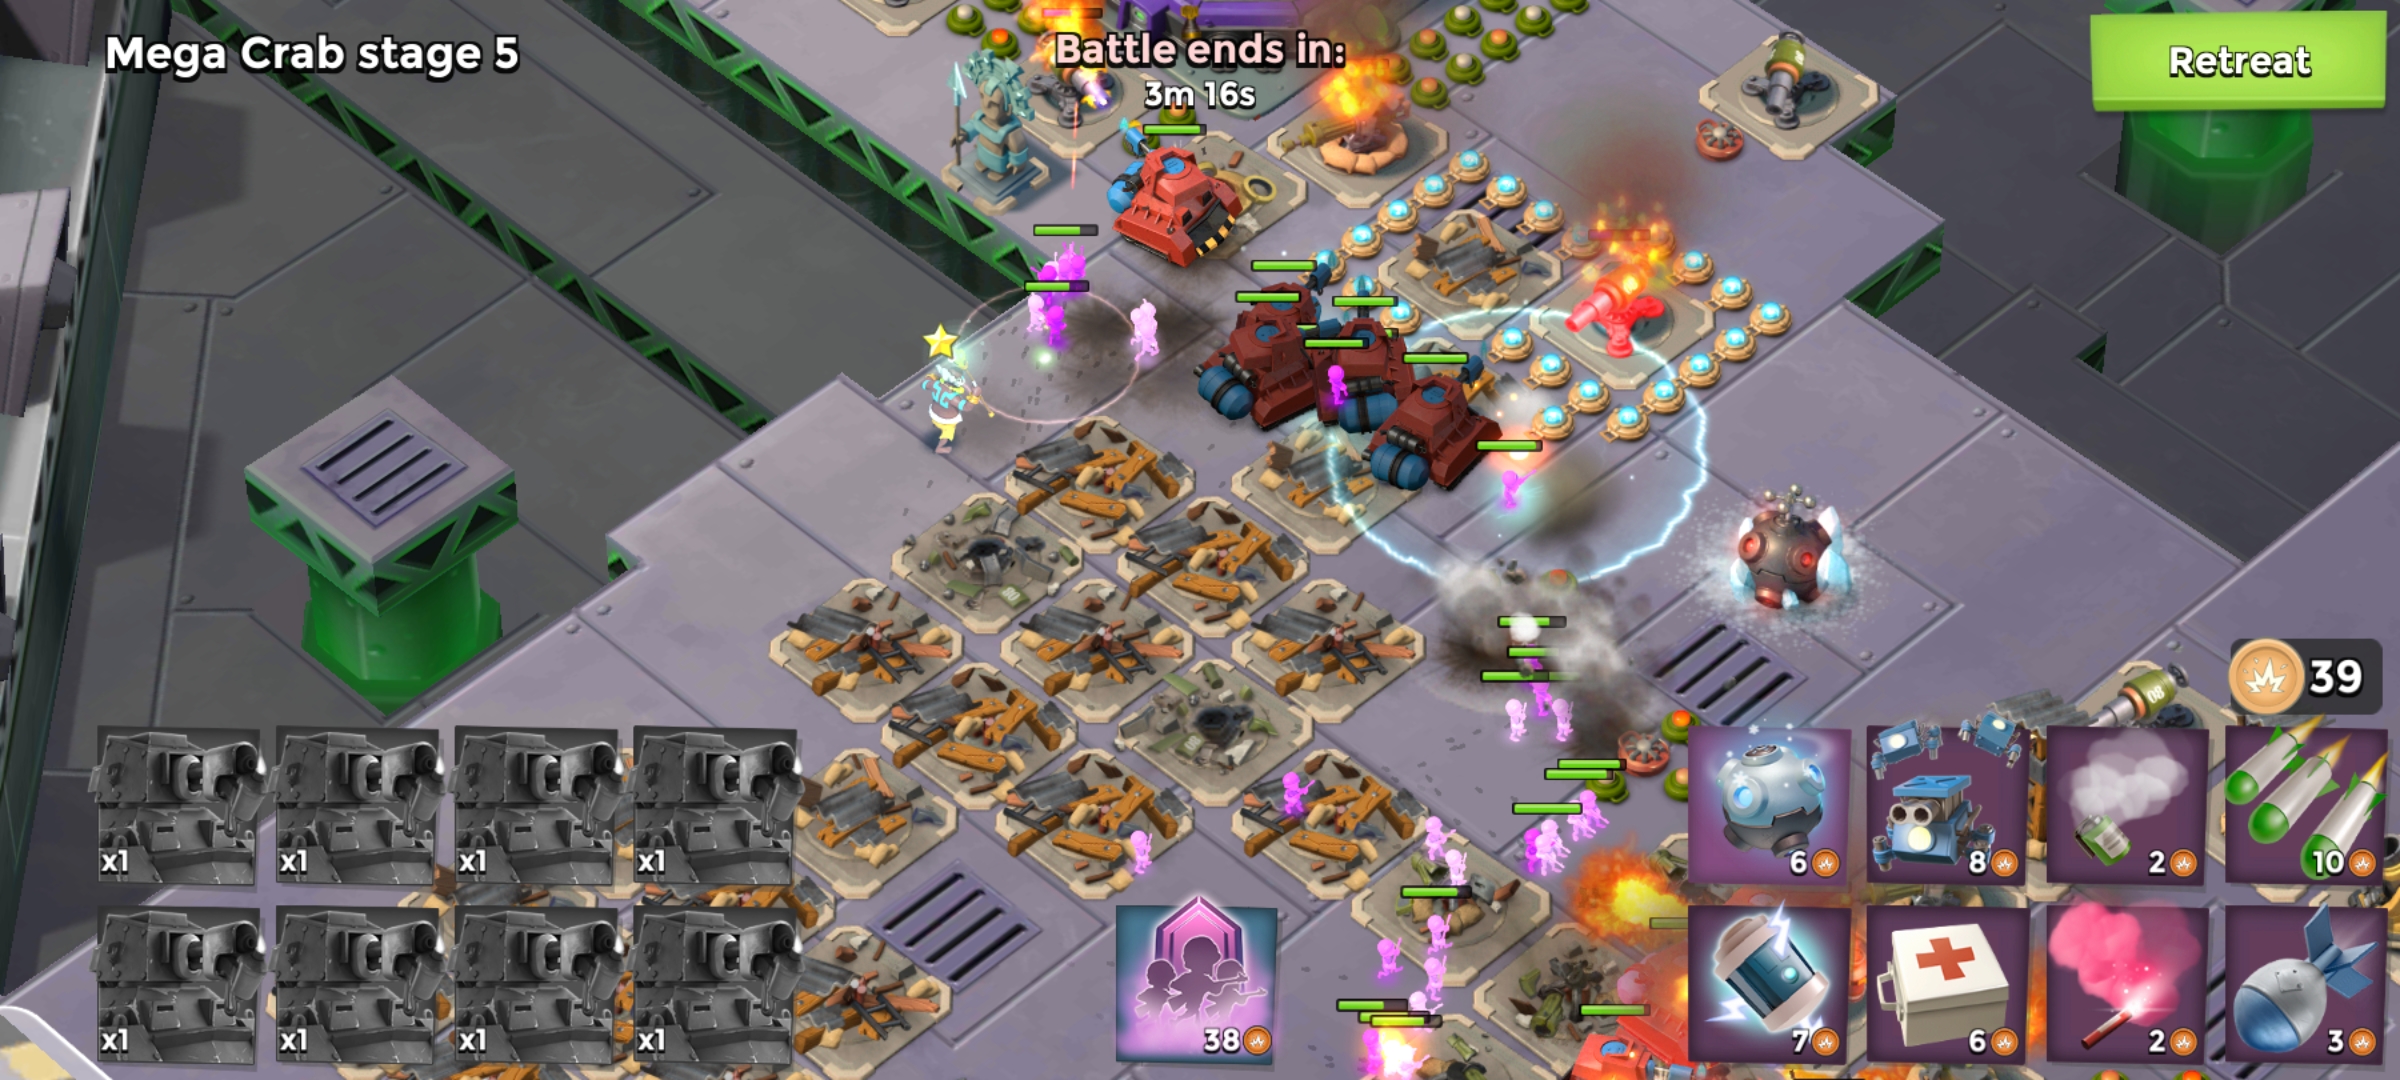 Mega Crab stage 5
Battle ends in:
3m 16s
Retreat
39
x1
x1
x1
x1
6
8
2
10
x1
x1
x1
x1
38
7
6
2
3
80